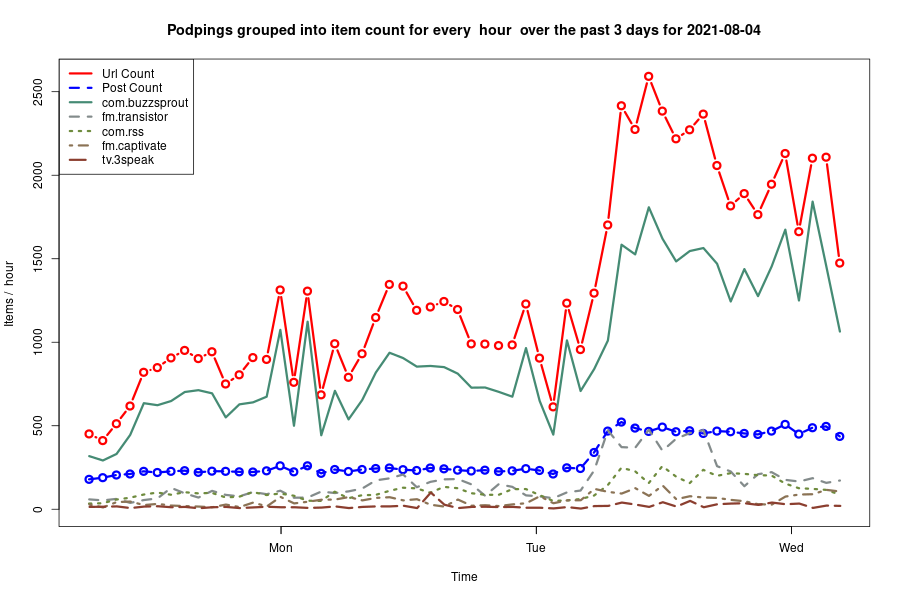 Podpings grouped into item count for every  hour  over the past 3 days for 2021-08-04
Url Count
Post Count
com.buzzsprout
fm.transistor
com.rss
fm.captivate
tv.3speak
Items /  hour
2500
2000
1500
1000
500
0
Mon
Tue
Wed
Time